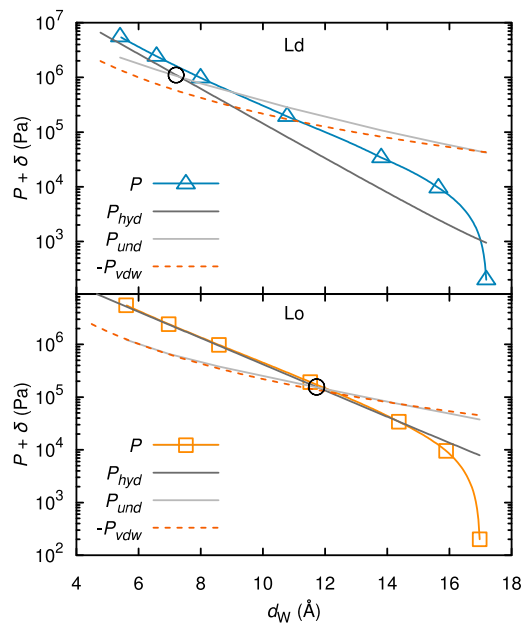 Ld
10^7
10^6
10^5
10^4
10^3
P + δ (Pa)
P
P_hyd
P_und
-P_vdw
Lo
10^6
10^5
10^4
10^3
10^2
P + δ (Pa)
P
P_hyd
P_und
-P_vdw
4 6 8 10 12 14 16 18
d_W (Å)